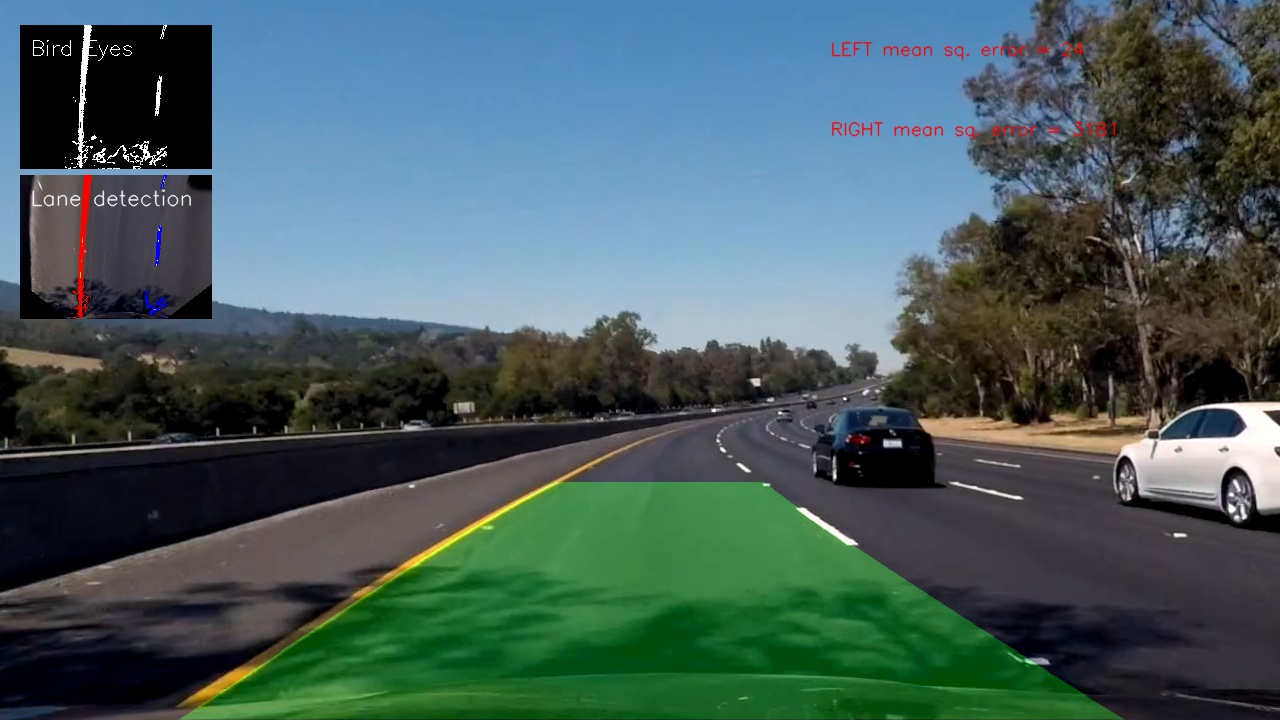 Bird Eyes
LEFT mean sq. error = 24
RIGHT mean sq. error = 3181
Lane detection